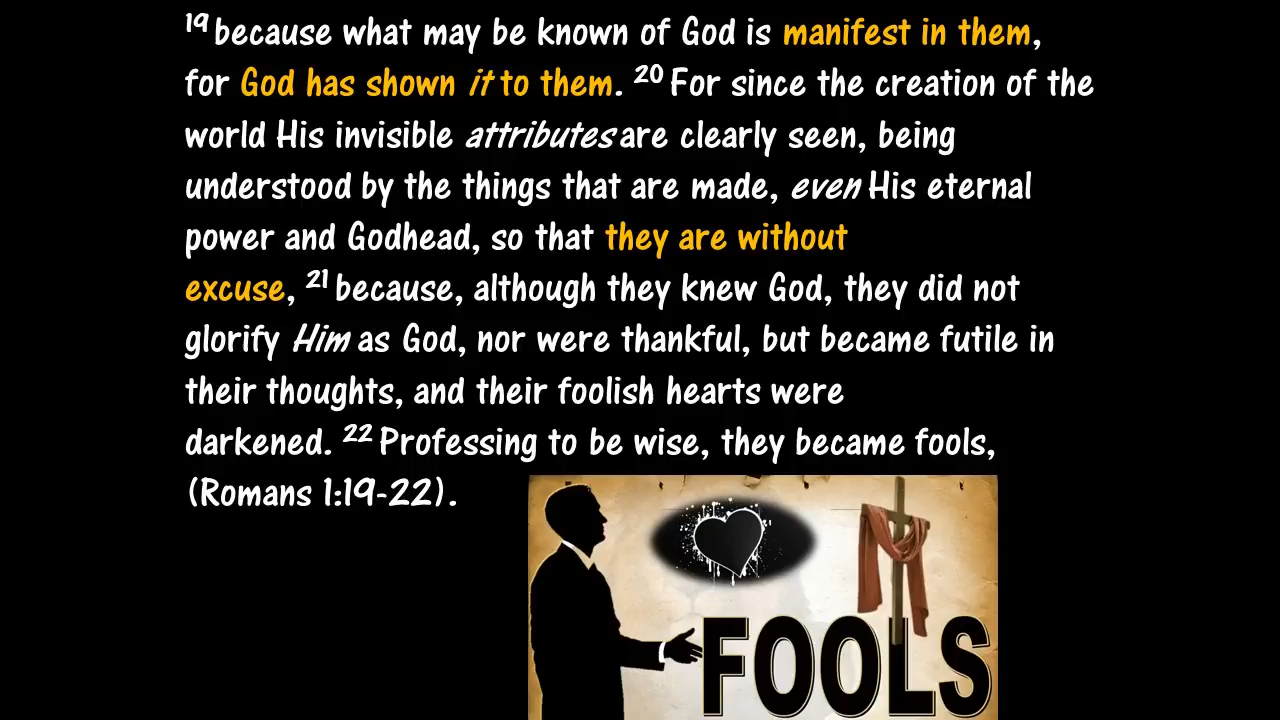 19 because what may be known of God is manifest in them,
for God has shown it to them. 20 For since the creation of the
world His invisible attributes are clearly seen, being
understood by the things that are made, even His eternal
power and Godhead, so that they are without
excuse, 21 because, although they knew God, they did not
glorify Him as God, nor were thankful, but became futile in
their thoughts, and their foolish hearts were
darkened. 22 Professing to be wise, they became fools,
(Romans 1:19-22).
FOOLS